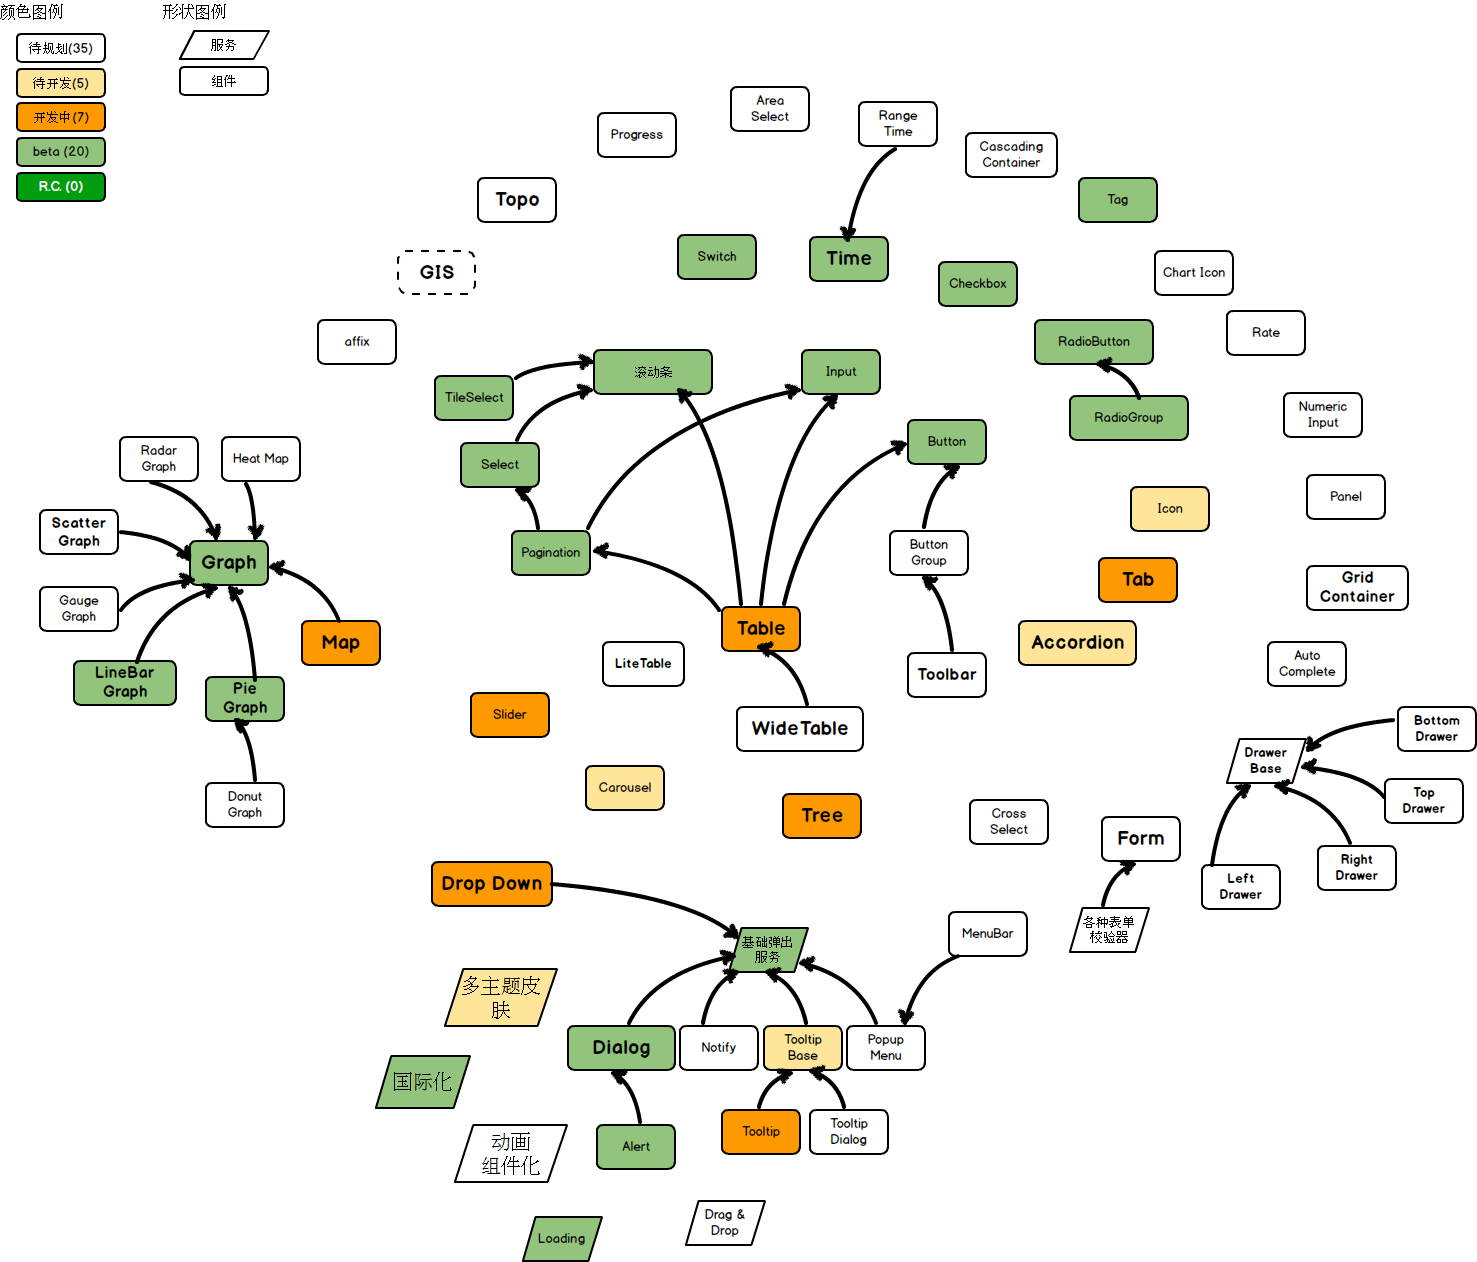 颜色图例
形状图例
待规划(35)
服务
待开发(5)
组件
开发中(7)
beta (20)
R.C. (0)
Area
Select
Range
Time
Progress
Cascading
Container
Topo
Tag
Switch
Time
GIS
Checkbox
Chart Icon
affix
RadioButton
Rate
滚动条
Input
TileSelect
RadioGroup
Numeric
Input
Button
Radar
Graph
Heat Map
Select
Panel
Icon
Scatter
Graph
Pagination
Button
Group
Graph
Tab
Grid
Container
Gauge
Graph
Map
Table
Accordion
LiteTable
Auto
Complete
LineBar
Graph
Pie
Graph
Toolbar
Slider
WideTable
Bottom
Drawer
Drawer
Base
Carousel
Top
Drawer
Donut
Graph
Tree
Cross
Select
Form
Right
Drawer
Drop Down
Left
Drawer
各种表单
校验器
MenuBar
基础弹出
服务
多主题皮
肤
Dialog
Notify
Tooltip
Base
Popup
Menu
国际化
Tooltip
Tooltip
Dialog
动画
组件化
Alert
Drag &
Drop
Loading